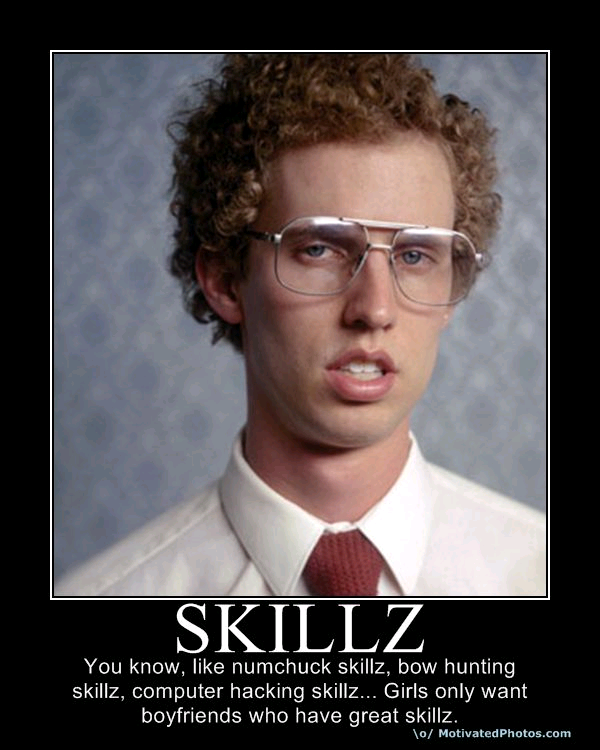 SKILLZ
You know, like numchuck skillz, bow hunting
skillz, computer hacking skillz... Girls only want
boyfriends who have great skillz.
\o/ MotivatedPhotos.com